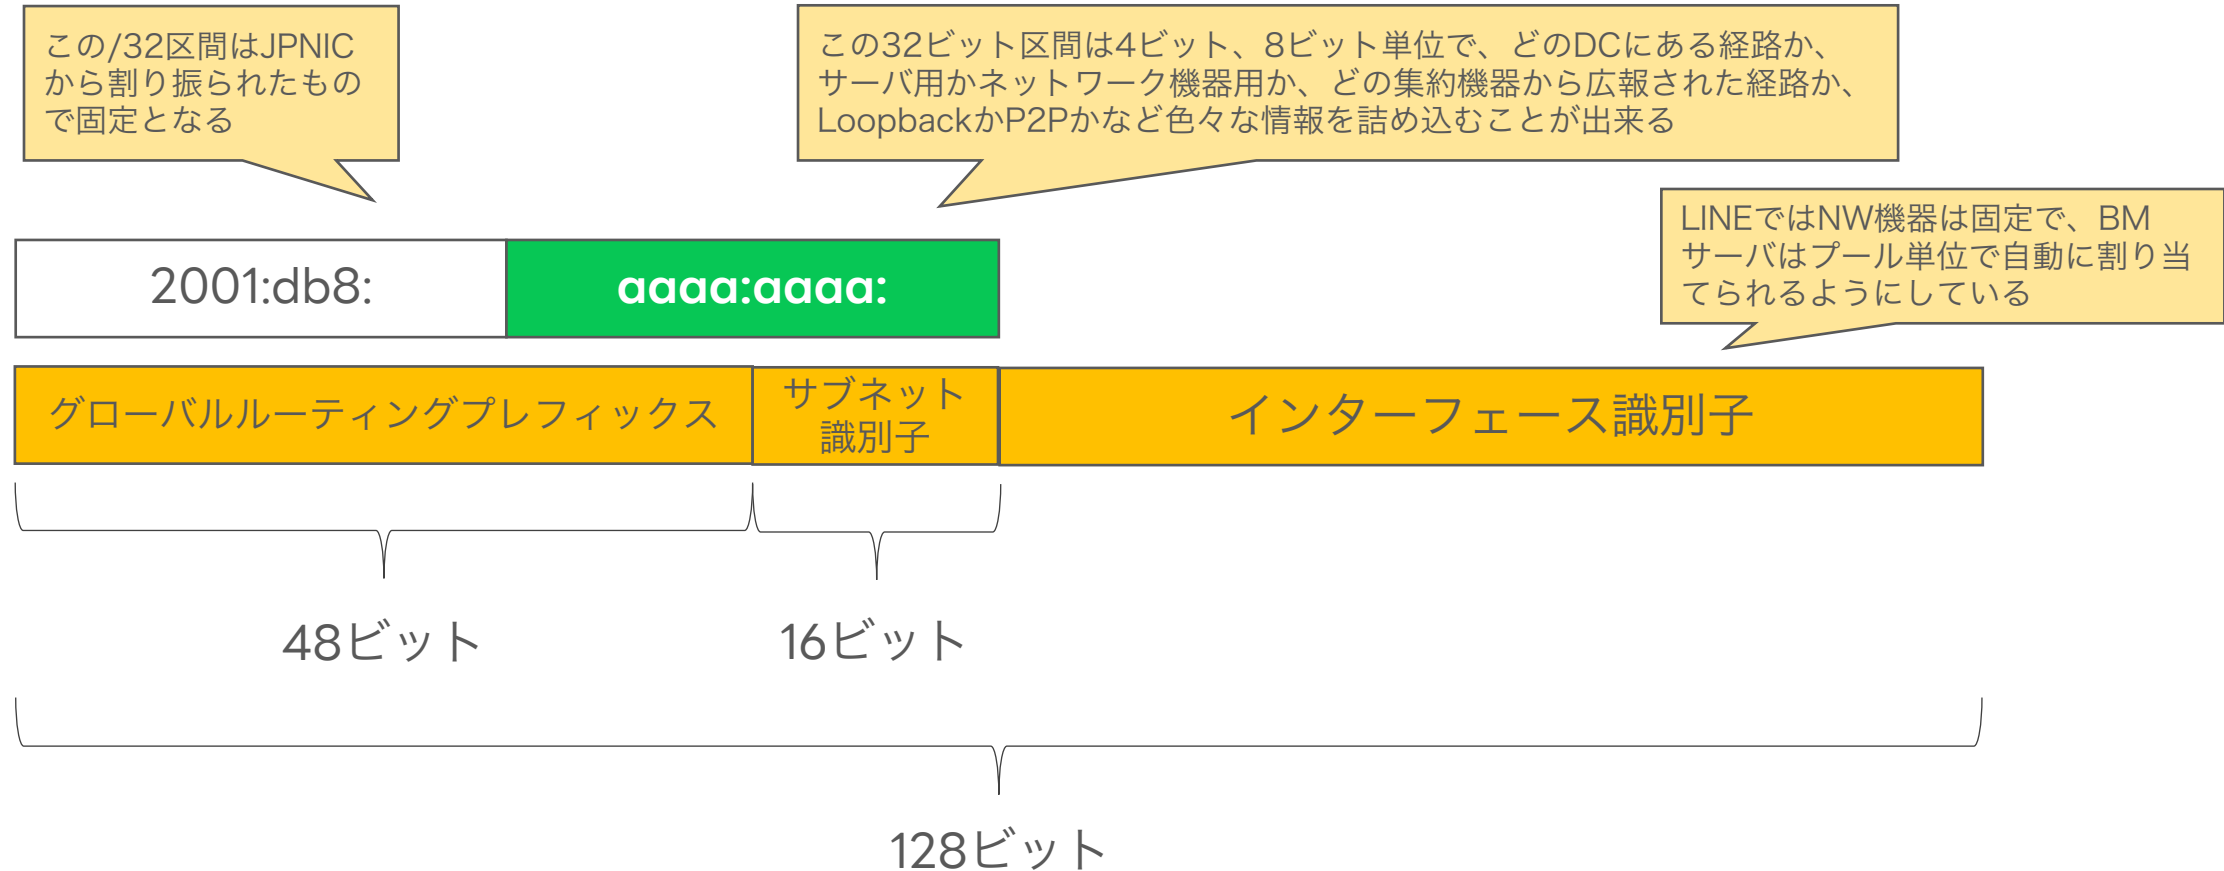 この/32区間はJPNIC
から割り振られたもの
で固定となる
この32ビット区間は4ビット、8ビット単位で、どのDCにある経路か、
サーバ用かネットワーク機器用か、どの集約機器から広報された経路か、
LoopbackかP2Pかなど色々な情報を詰め込むことが出来る
LINEではNW機器は固定で、BM
サーバはプール単位で自動に割り当
てられるようにしている
2001:db8:
aaaa:aaaa:
グローバルルーティングプレフィックス
サブネット
識別子
インターフェース識別子
48ビット
16ビット
128ビット